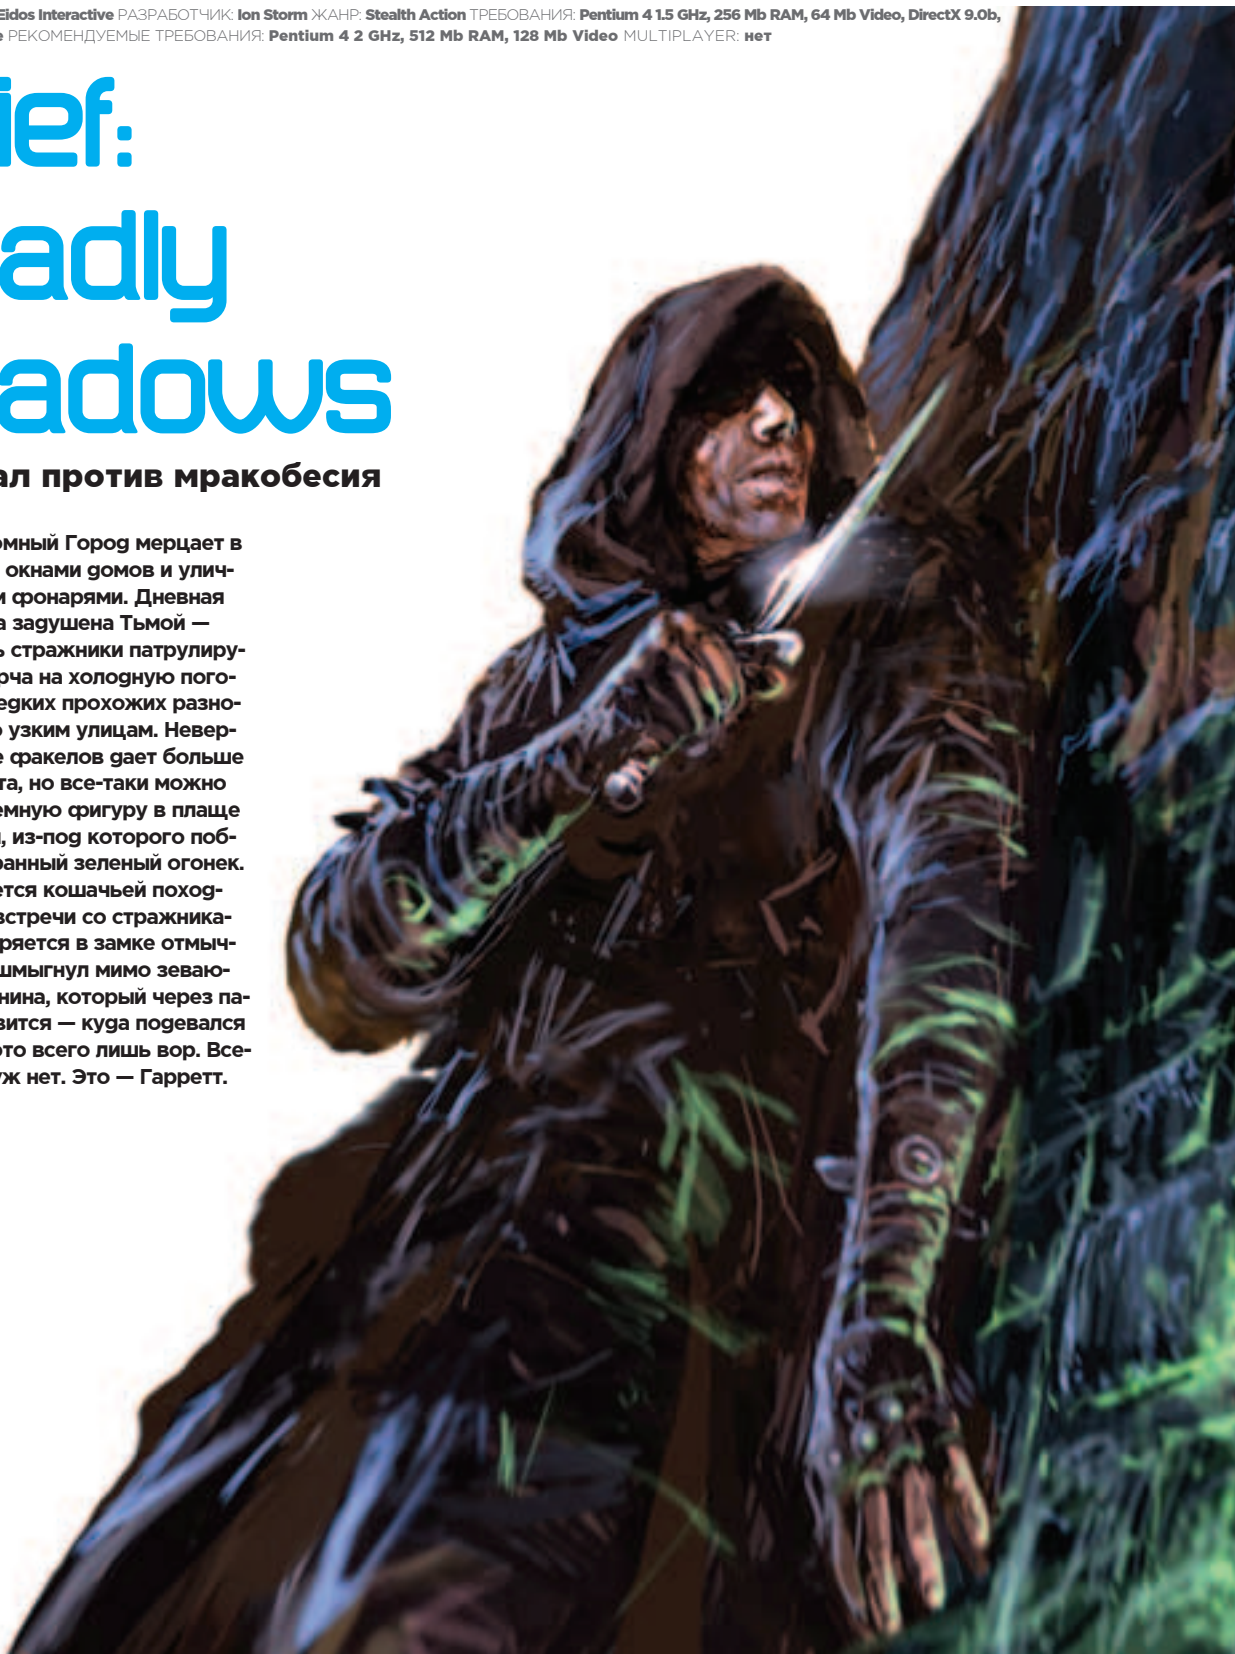 Eidos Interactive РАЗРАБОТЧИК: Ion Storm ЖАНР: Stealth Action ТРЕБОВАНИЯ: Pentium 4 1.5 GHz, 256 Mb RAM, 64 Mb Video, DirectX 9.0b,
е РЕКОМЕНДУЕМЫЕ ТРЕБОВАНИЯ: Pentium 4 2 GHz, 512 Mb RAM, 128 Mb Video MULTIPLAYER: нет
ief:
adly
adows
ал против мракобесия
омный Город мерцает в
окнами домов и улич-
и фонарями. Дневная
а задушена Тьмой —
ь стражники патрулиру-
рча на холодную пого-
едких прохожих разно-
о узким улицам. Невер-
е факелов дает больше
та, но все-таки можно
емную фигуру в плаще
, из-под которого поб-
ранный зеленый огонек.
ется кошачьей поход-
встречи со стражника-
ряется в замке отмыч-
шмыгнул мимо зеваю-
нина, который через па-
вится — куда подевался
это всего лишь вор. Все-
уж нет. Это — Гарретт.